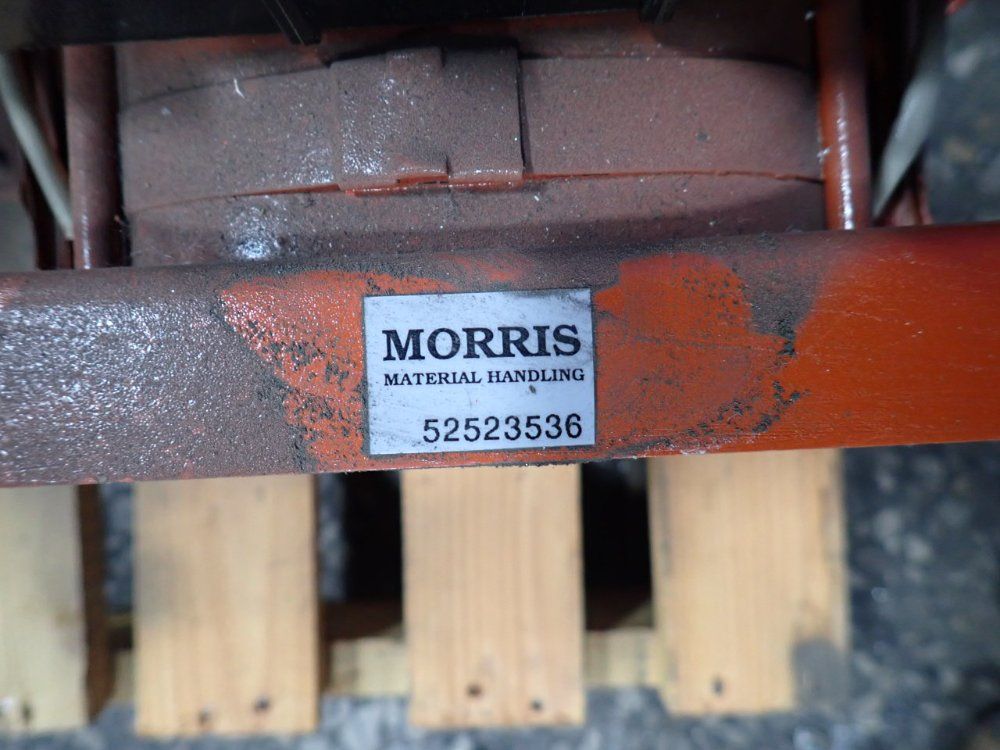 MORRIS
MATERIAL HANDLING
52523536